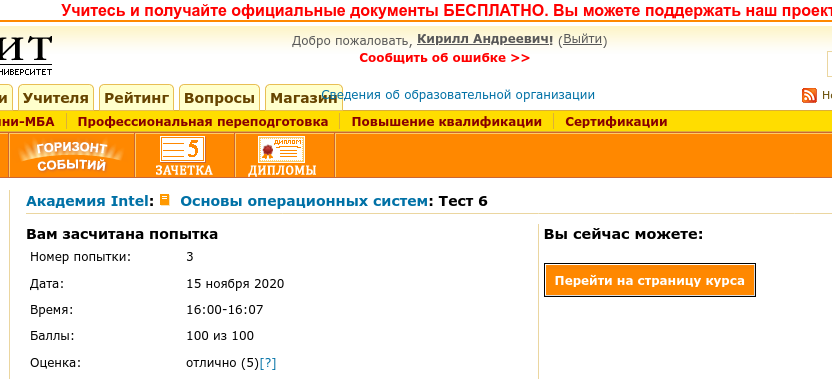 Учитесь и получайте официальные документы БЕСПЛАТНО. Вы можете поддержать наш проект
ИТ
Добро пожаловать, Кирилл Андреевич! (Выйти)
Сообщить об ошибке >>
НИВЕРСИТЕТ
Учителя Рейтинг Вопросы Магазин Сведения об образовательной организации
ни-МБА Профессиональная переподготовка Повышение квалификации Сертификации
ГОРИЗОНТ СОБЫТИЙ
5
ЗАЧЕТКА
ДИПЛОМ
ДИПЛОМЫ
Академия Intel: Основы операционных систем: Тест 6
Вам засчитана попытка
Номер попытки: 3
Дата: 15 ноября 2020
Время: 16:00-16:07
Баллы: 100 из 100
Оценка: отлично (5)[?]
Вы сейчас можете:
Перейти на страницу курса